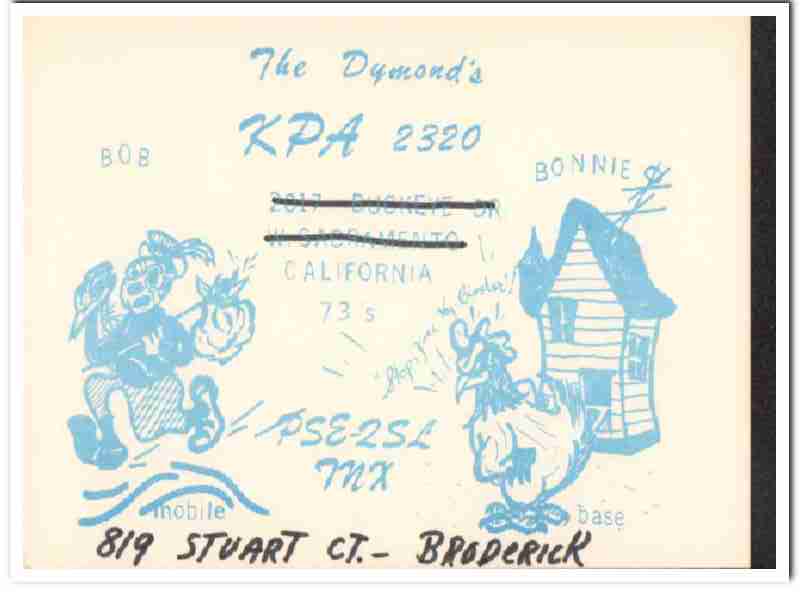 The Dymond's
KPA 2320
BOB
BONNIE
2017 BUCKEYE DR
W SACRAMENTO
CALIFORNIA
73 s
PSE-QSL
TNX
mobile
base
819 STUART CT.- BRODERICK